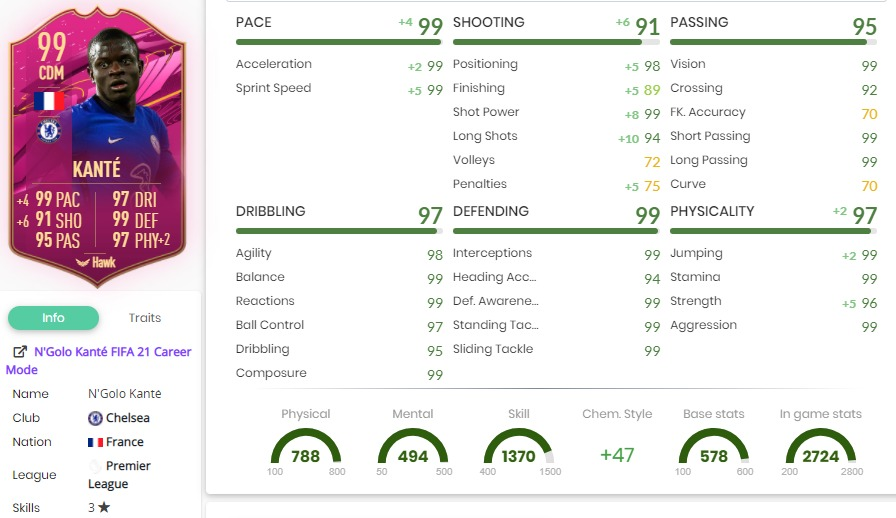 99
CDM
KANTÉ
+4 99 PAC 97 DRI
+6 91 SHO 99 DEF
95 PAS 97 PHY+2
Hawk
Info Traits
N'Golo Kanté FIFA 21 Career
Mode
Name N'Golo Kanté
Club Chelsea
Nation France
League Premier
League
Skills 3★
PACE +4 99
Acceleration +2 99
Sprint Speed +5 99
SHOOTING +6 91
Positioning +5 98
Finishing +5 89
Shot Power +8 99
Long Shots +10 94
Volleys 72
Penalties +5 75
PASSING 95
Vision 99
Crossing 92
FK. Accuracy 70
Short Passing 99
Long Passing 99
Curve 70
DRIBBLING 97
Agility 98
Balance 99
Reactions 99
Ball Control 97
Dribbling 95
Composure 99
DEFENDING 99
Interceptions 99
Heading Acc... 94
Def. Awarene... 99
Standing Tac... 99
Sliding Tackle 99
PHYSICALITY +2 97
Jumping +2 99
Stamina 99
Strength +5 96
Aggression 99
Physical Mental Skill Chem. Style Base stats In game stats
788 494 1370 +47 578 2724
100 800 50 500 400 1500 100 600 200 2800